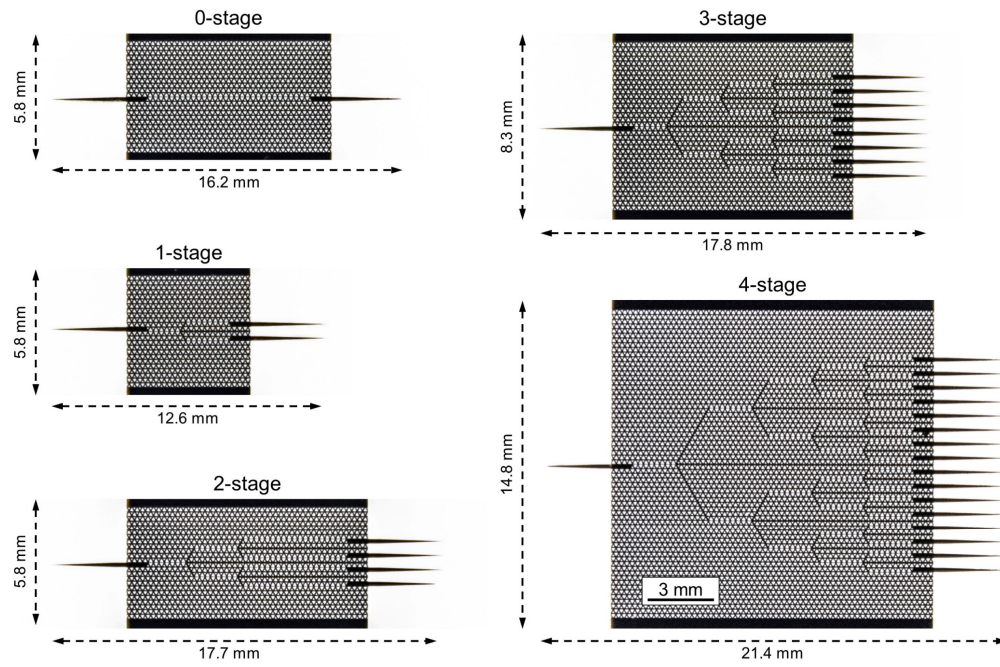 0-stage
5.8 mm
16.2 mm
1-stage
5.8 mm
12.6 mm
2-stage
5.8 mm
17.7 mm
3-stage
8.3 mm
17.8 mm
4-stage
14.8 mm
3 mm
21.4 mm